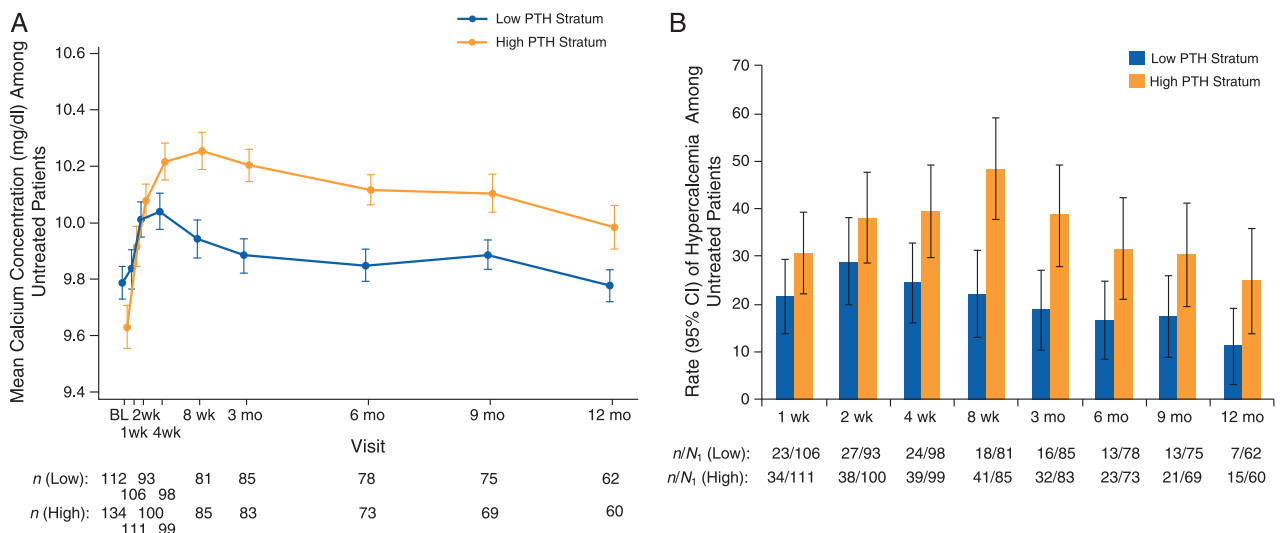 A
Low PTH Stratum
High PTH Stratum
Mean Calcium Concentration (mg/dl) Among
Untreated Patients
10.6
10.4
10.2
10.0
9.8
9.6
9.4
BL 2wk 8 wk 3 mo 6 mo 9 mo 12 mo
1wk 4wk
Visit
n (Low): 112 93 81 85 78 75 62
106 98
n (High): 134 100 85 83 73 69 60
111 99
B
Low PTH Stratum
High PTH Stratum
Rate (95% CI) of Hypercalcemia Among
Untreated Patients
70
60
50
40
30
20
10
0
1 wk 2 wk 4 wk 8 wk 3 mo 6 mo 9 mo 12 mo
n/N1 (Low): 23/106 27/93 24/98 18/81 16/85 13/78 13/75 7/62
n/N1 (High): 34/111 38/100 39/99 41/85 32/83 23/73 21/69 15/60